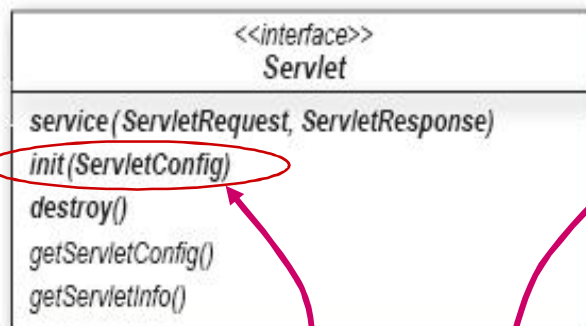 <<interface>>
Servlet
service(ServletRequest, ServletResponse)
init(ServletConfig)
destroy()
getServletConfig()
getServletInfo()